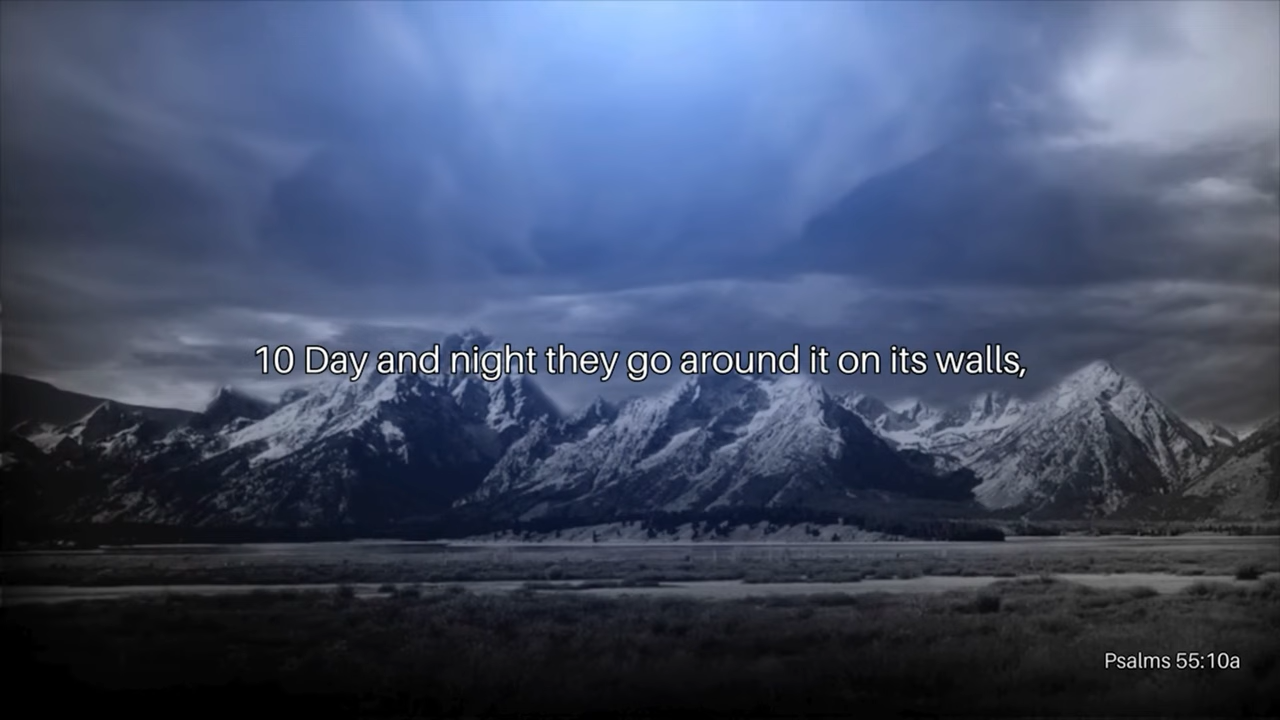 10 Day and night they go around it on its walls,
Psalms 55:10a